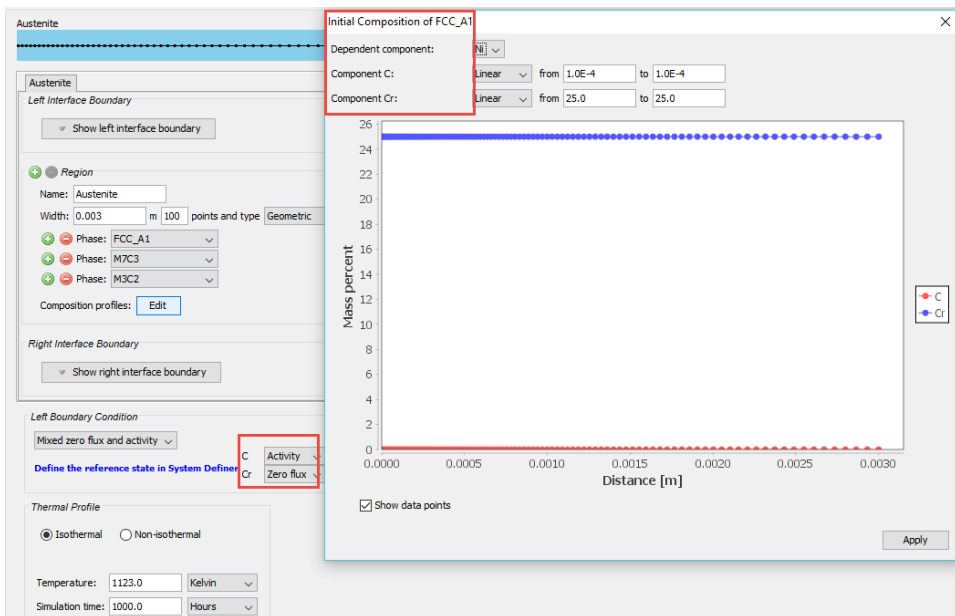 Austenite
Austenite
Left Interface Boundary
Show left interface boundary
Region
Name: Austenite
Width: 0.003 m 100 points and type Geometric
Phase: FCC_A1
Phase: M7C3
Phase: M3C2
Composition profiles: Edit
Right Interface Boundary
Show right interface boundary
Left Boundary Condition
Mixed zero flux and activity
C Activity
Define the reference state in System Definer
Cr Zero flux
Thermal Profile
Isothermal Non-isothermal
Temperature: 1123.0 Kelvin
Simulation time: 1000.0 Hours
Initial Composition of FCC_A1
Dependent component: Ni
Component C: Linear from 1.0E-4 to 1.0E-4
Component Cr: Linear from 25.0 to 25.0
26
24
22
20
18
16
14
12
10
8
6
4
2
0
Mass percent
0.0000 0.0005 0.0010 0.0015 0.0020 0.0025 0.0030
Distance [m]
C
Cr
Show data points
Apply